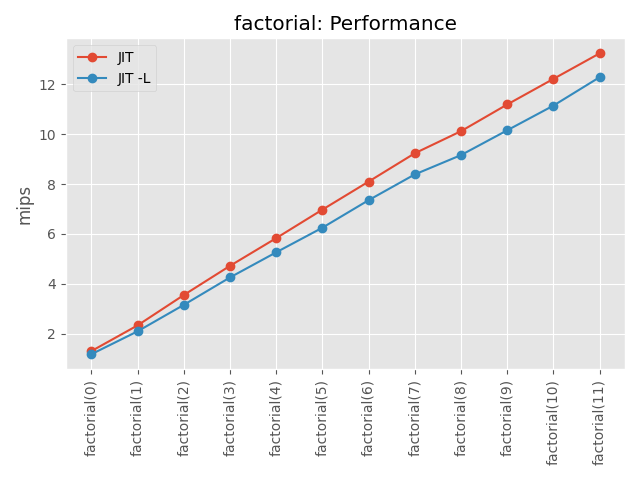 factorial: Performance
JIT
JIT -L
12
10
8
6
4
2
mips
factorial(0)
factorial(1)
factorial(2)
factorial(3)
factorial(4)
factorial(5)
factorial(6)
factorial(7)
factorial(8)
factorial(9)
factorial(10)
factorial(11)